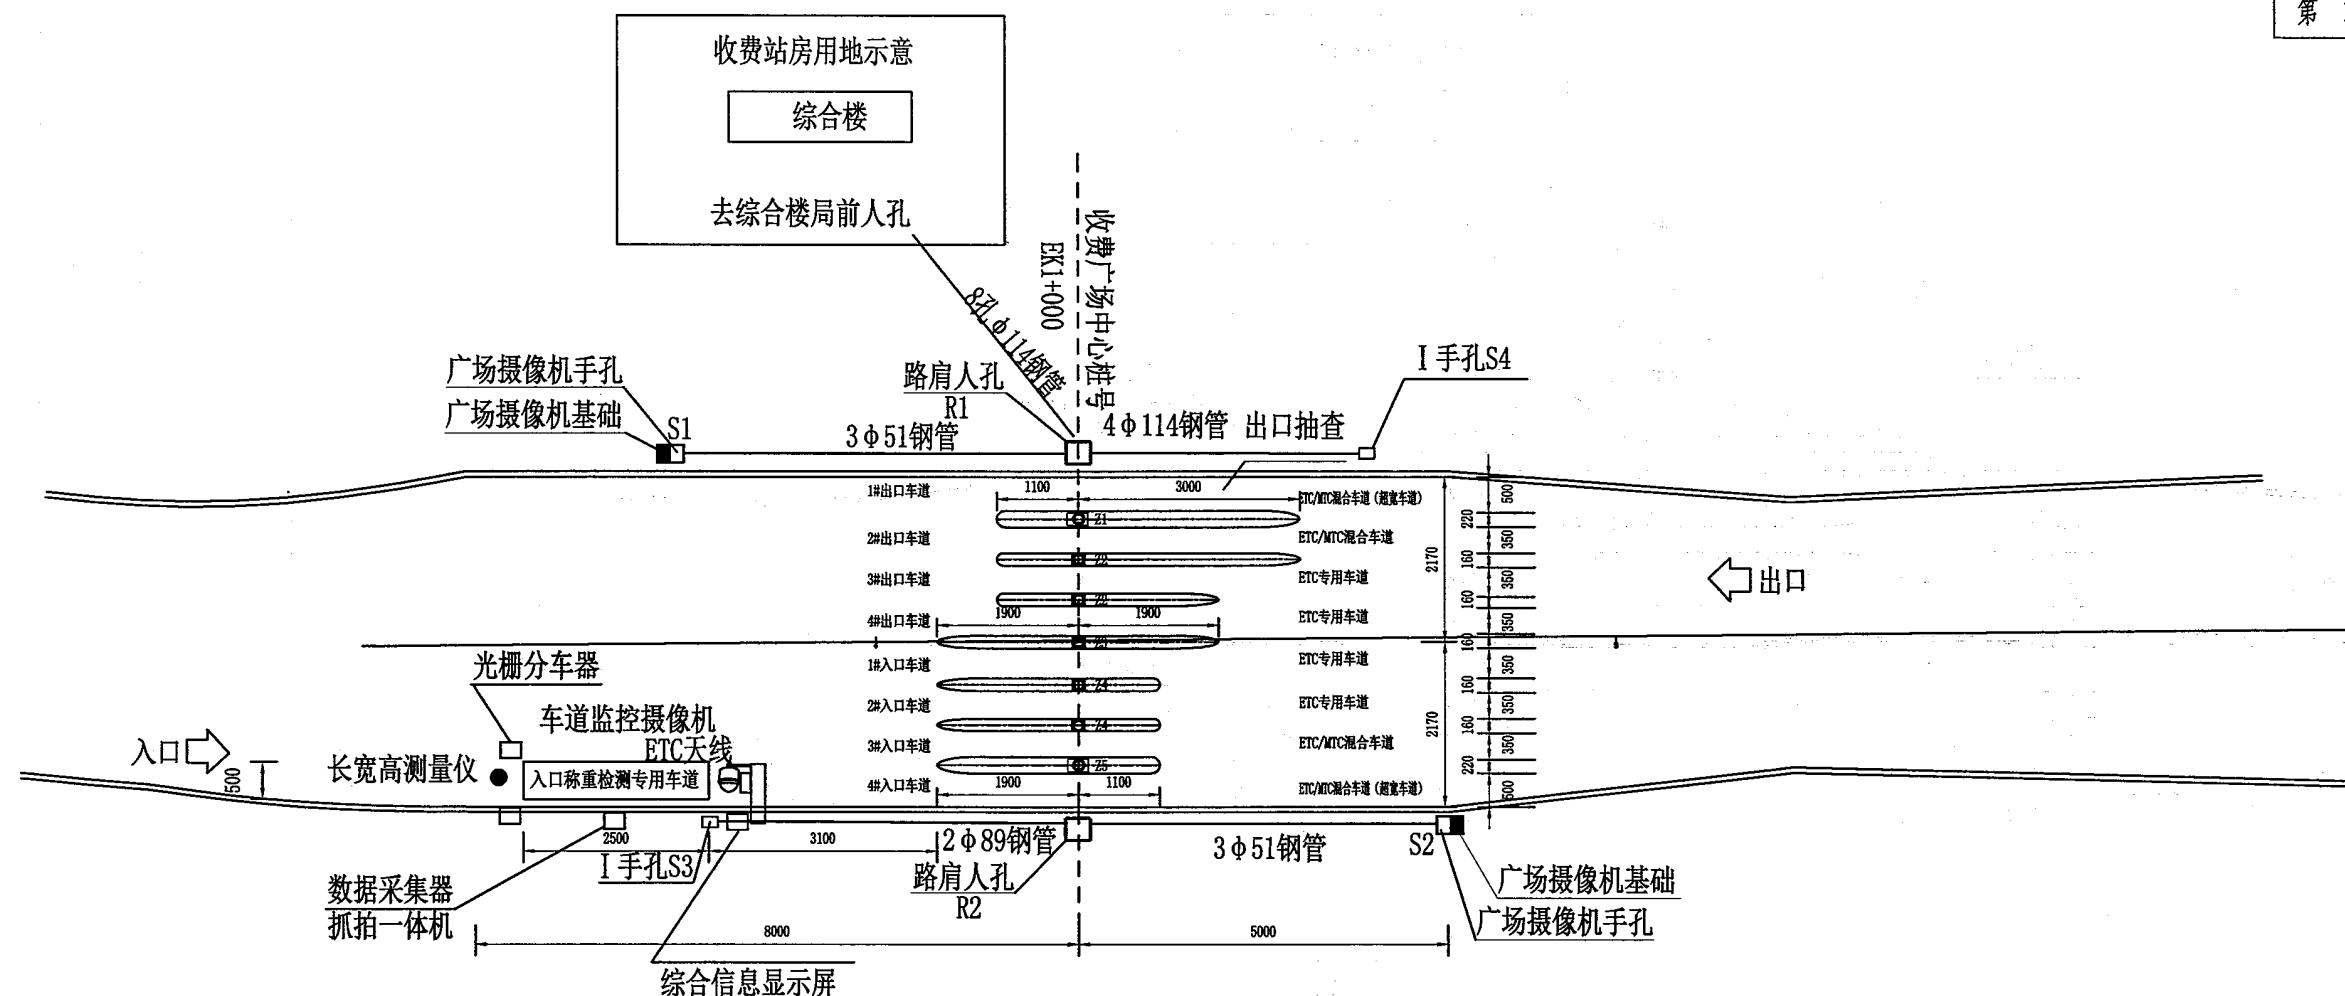 第
收费站房用地示意
综合楼
去综合楼局前人孔
收费广场中心桩号
EK1+000
8孔φ114钢管
广场摄像机手孔
广场摄像机基础
S1
3φ51钢管
路肩人孔
R1
4φ114钢管
出口抽查
I 手孔S4
1#出口车道
1100
3000
ETC/MTC混合车道(超宽车道)
500
Z1
220
2#出口车道
ETC/MTC混合车道
350
Z2
160
3#出口车道
ETC专用车道
350
2170
Z2
160
1900
1900
4#出口车道
ETC专用车道
350
Z3
160
出口
1#入口车道
ETC专用车道
350
Z4
160
2#入口车道
ETC专用车道
350
Z4
160
2170
3#入口车道
ETC/MTC混合车道
350
Z5
220
1900
1100
4#入口车道
ETC/MTC混合车道(超宽车道)
500
光栅分车器
车道监控摄像机
ETC天线
入口
500
长宽高测量仪
入口称重检测专用车道
2500
3100
I 手孔S3
2φ89钢管
3φ51钢管
S2
路肩人孔
R2
数据采集器
抓拍一体机
广场摄像机基础
广场摄像机手孔
8000
5000
综合信息显示屏